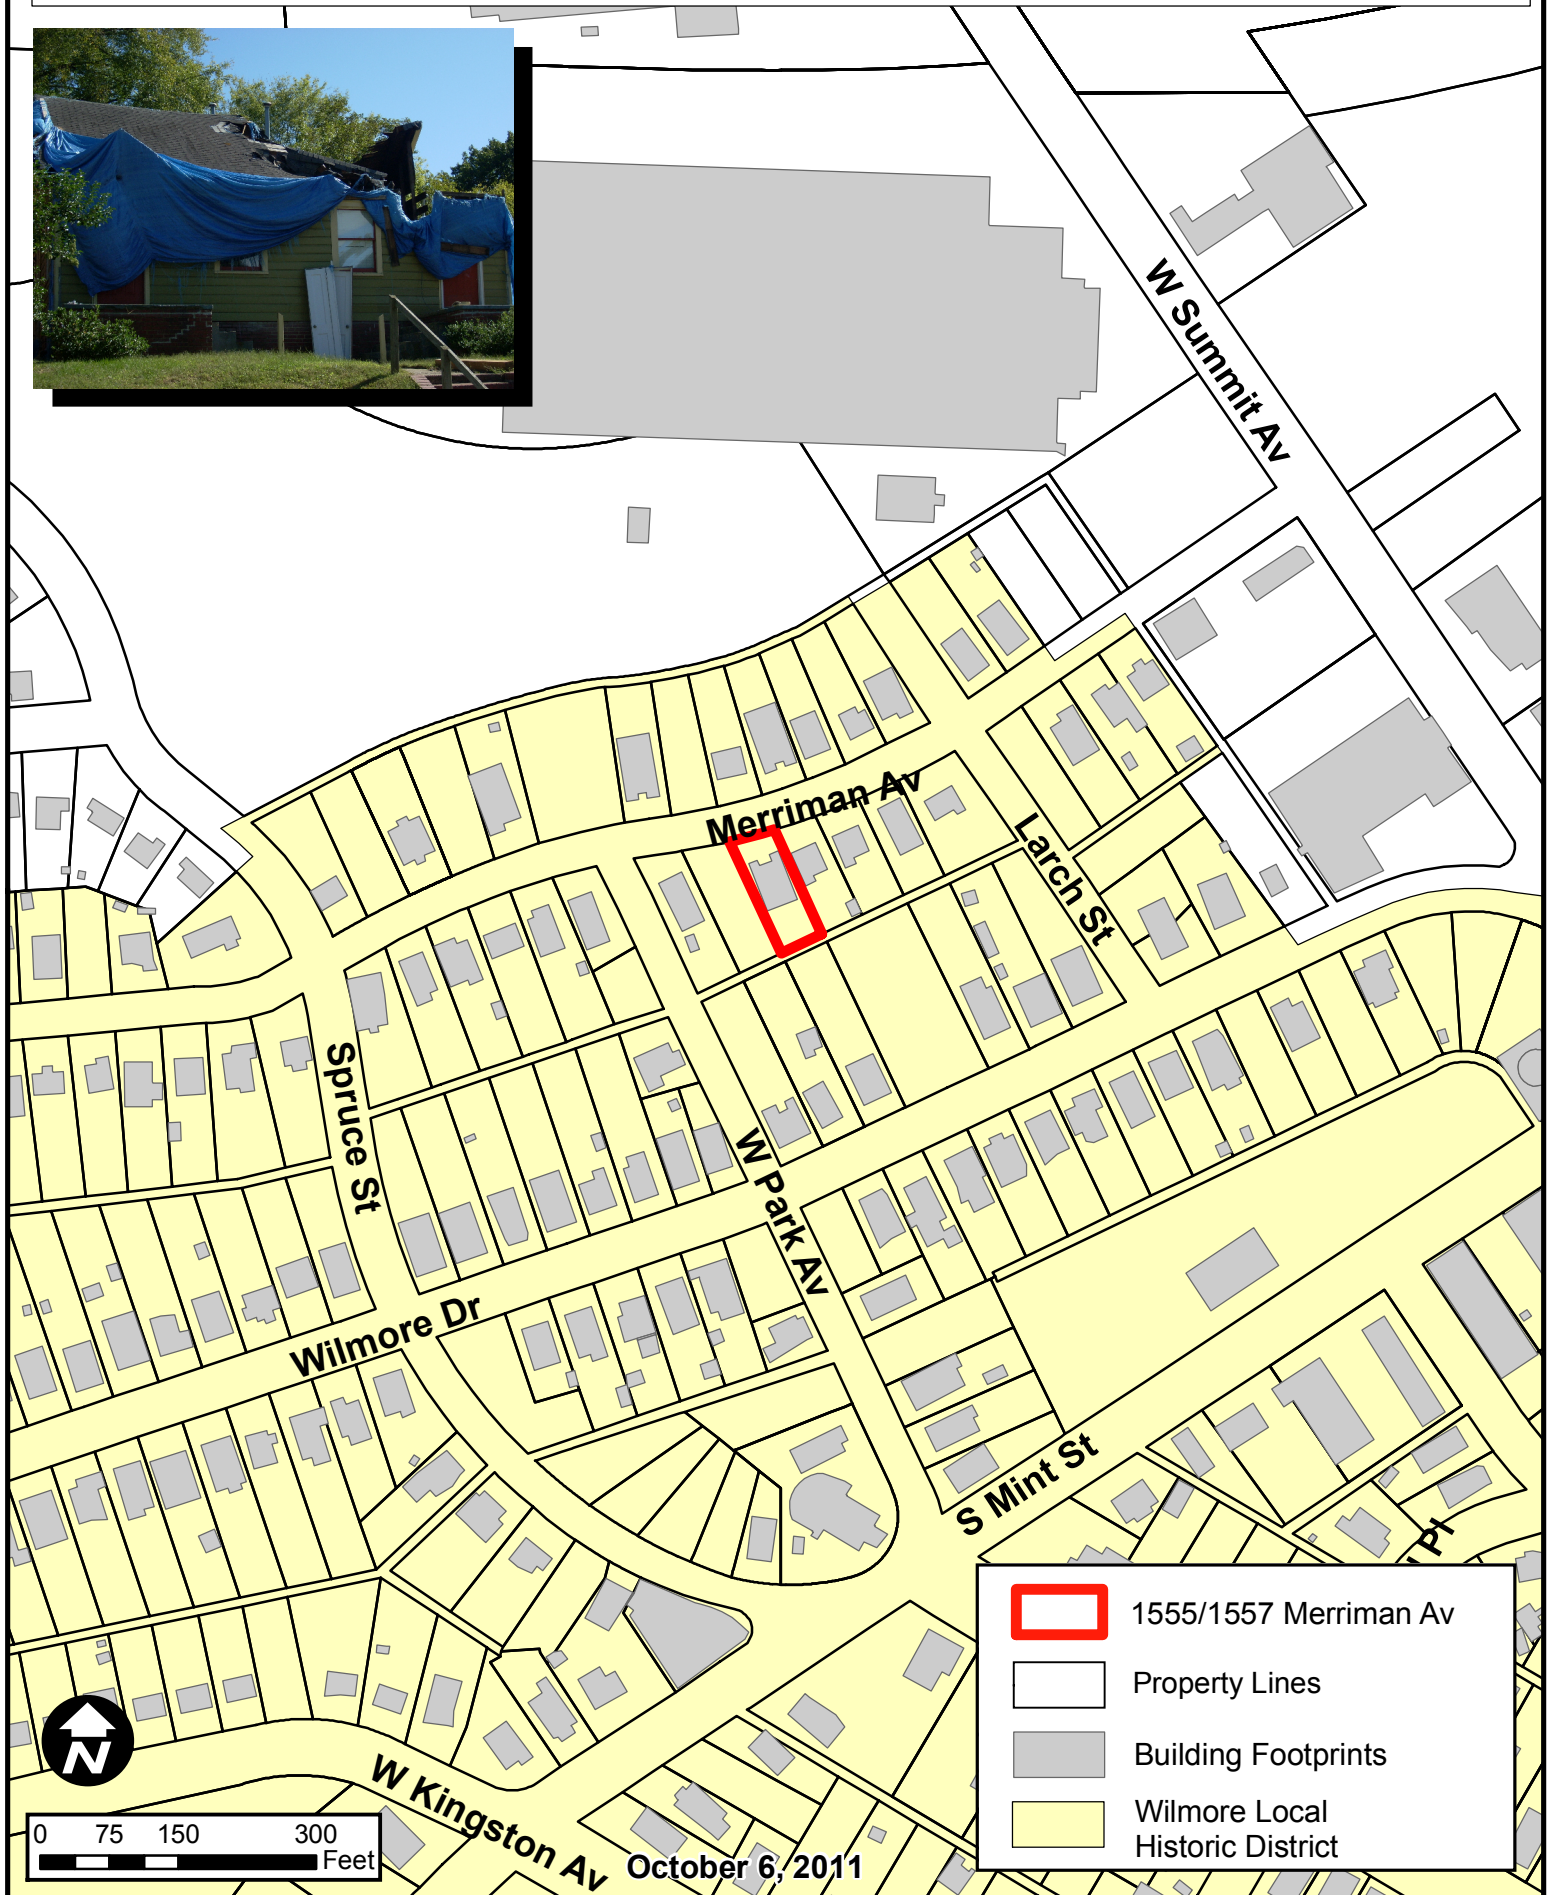 W Summit Av
Merriman Av
Larch St
Spruce St
W Park Av
Wilmore Dr
S Mint St
Pl
W Kingston Av
1555/1557 Merriman Av
Property Lines
Building Footprints
Wilmore Local
Historic District
N
0 75 150 300
Feet
October 6, 2011